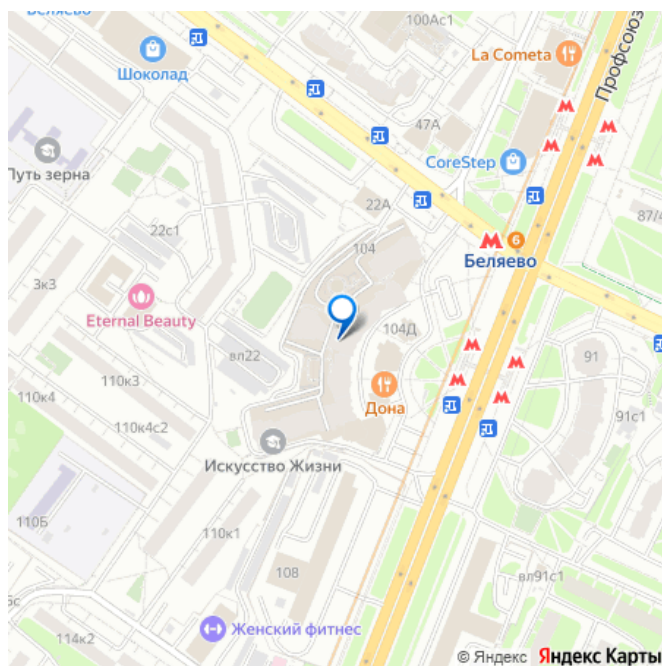 Беляево
100Ас1
La Cometa
Профсоюз
Шоколад
47А
CoreStep
Путь зерна
22А
87/4
22с1
104
6
Беляево
3к3
Eternal Beauty
104Д
вл22
91
110к3
Дона
110к4
91с1
110к4с2
Искусство Жизни
110Б
110к1
108
вл91с1
5с
Женский фитнес
114к2
© Яндекс Яндекс Карты